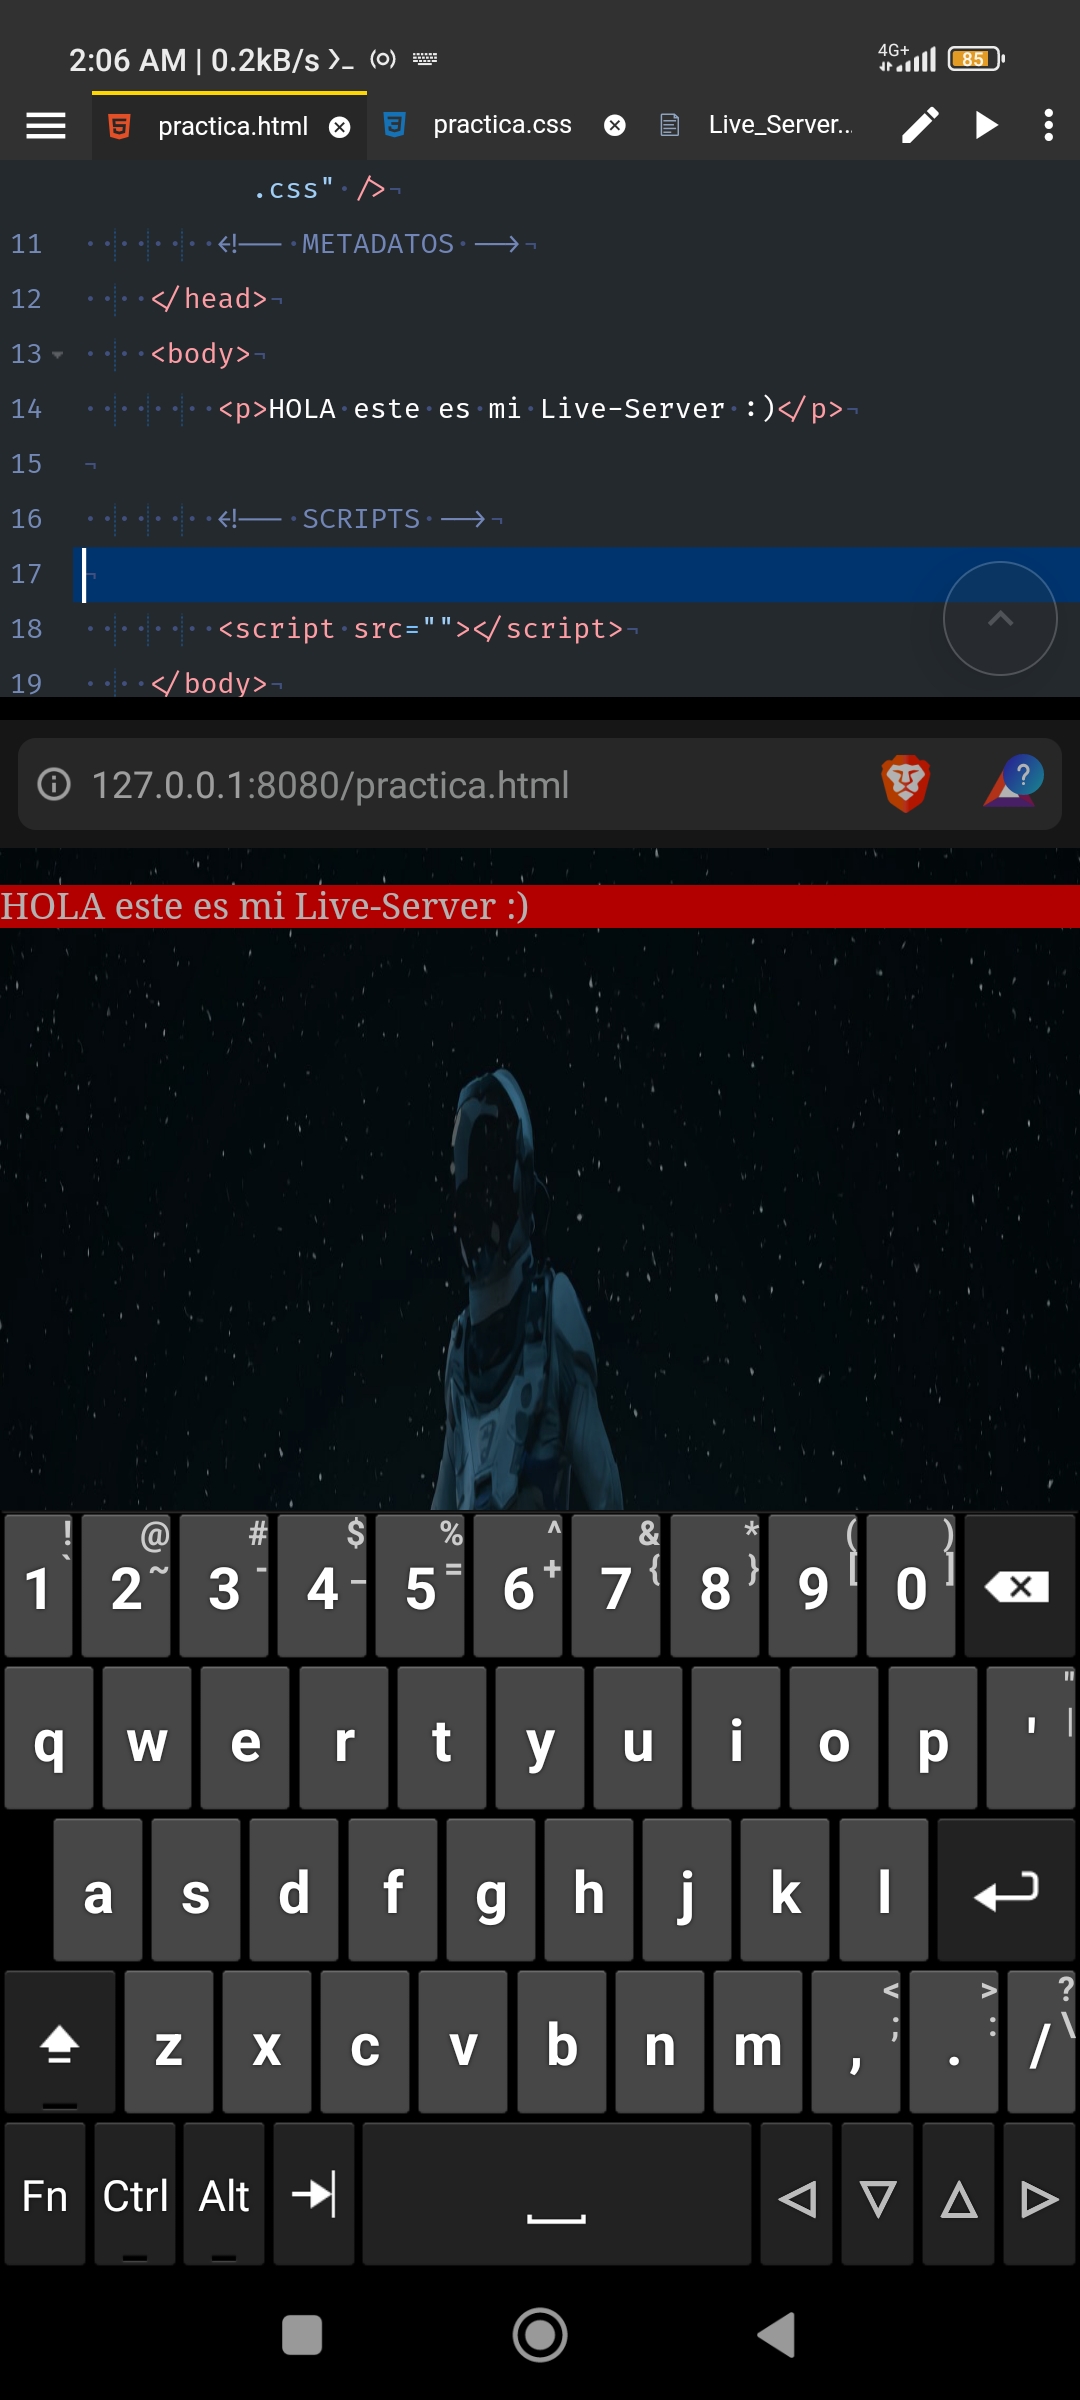 2:06 AM | 0.2kB/s
4G+
85
practica.html
practica.css
Live_Server..
.css" />
11 <!-- METADATOS -->
12 </head>
13 <body>
14 <p>HOLA este es mi Live-Server :)</p>
15
16 <!-- SCRIPTS -->
17
18 <script src=""></script>
19 </body>
127.0.0.1:8080/practica.html
?
HOLA este es mi Live-Server :)
! @ # $ % ^ & * ( )
` ~ - _ = + { } [ ]
1 2 3 4 5 6 7 8 9 0
"
|
q w e r t y u i o p '
a s d f g h j k l
< > ?
; : \
z x c v b n m , . /
Fn Ctrl Alt